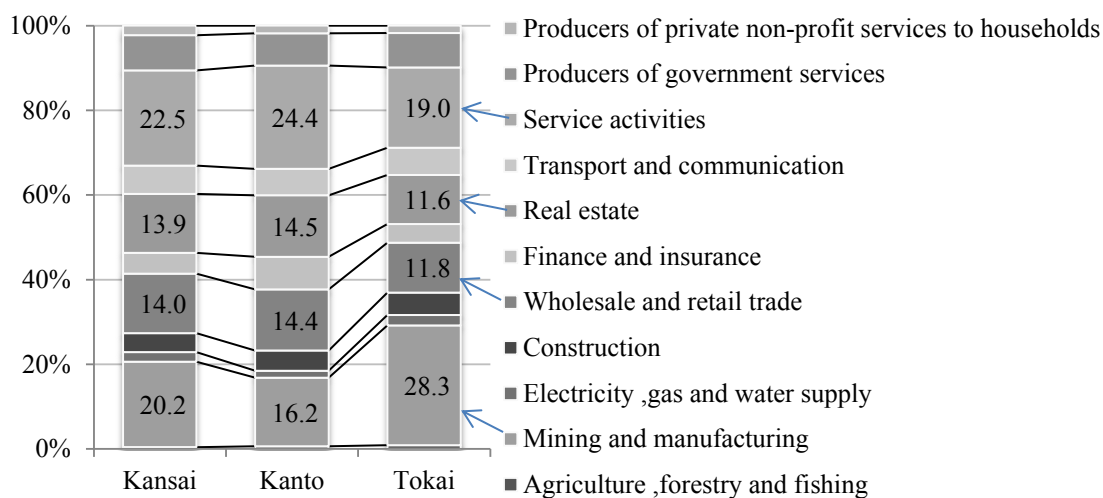 100%
80%
60%
40%
20%
0%
22.5
13.9
14.0
20.2
24.4
14.5
14.4
16.2
19.0
11.6
11.8
28.3
Kansai
Kanto
Tokai
Producers of private non-profit services to households
Producers of government services
Service activities
Transport and communication
Real estate
Finance and insurance
Wholesale and retail trade
Construction
Electricity ,gas and water supply
Mining and manufacturing
Agriculture ,forestry and fishing